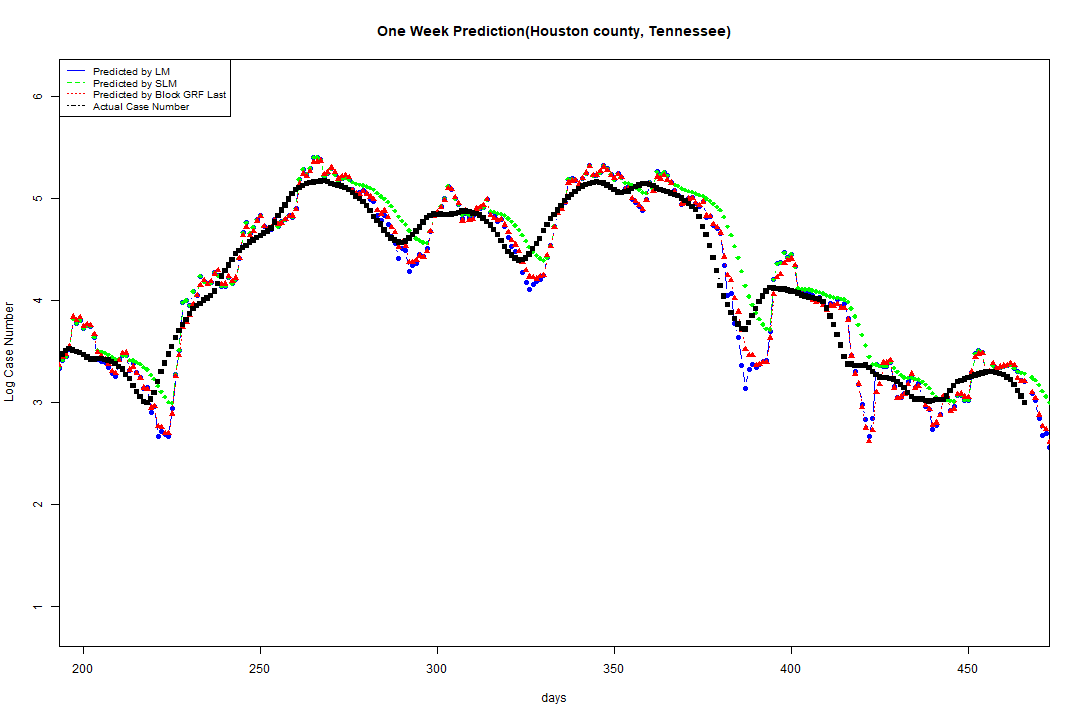 One Week Prediction(Houston county, Tennessee)
Predicted by LM
Predicted by SLM
Predicted by Block GRF Last
Actual Case Number
Log Case Number
6
5
4
3
2
1
200 250 300 350 400 450
days